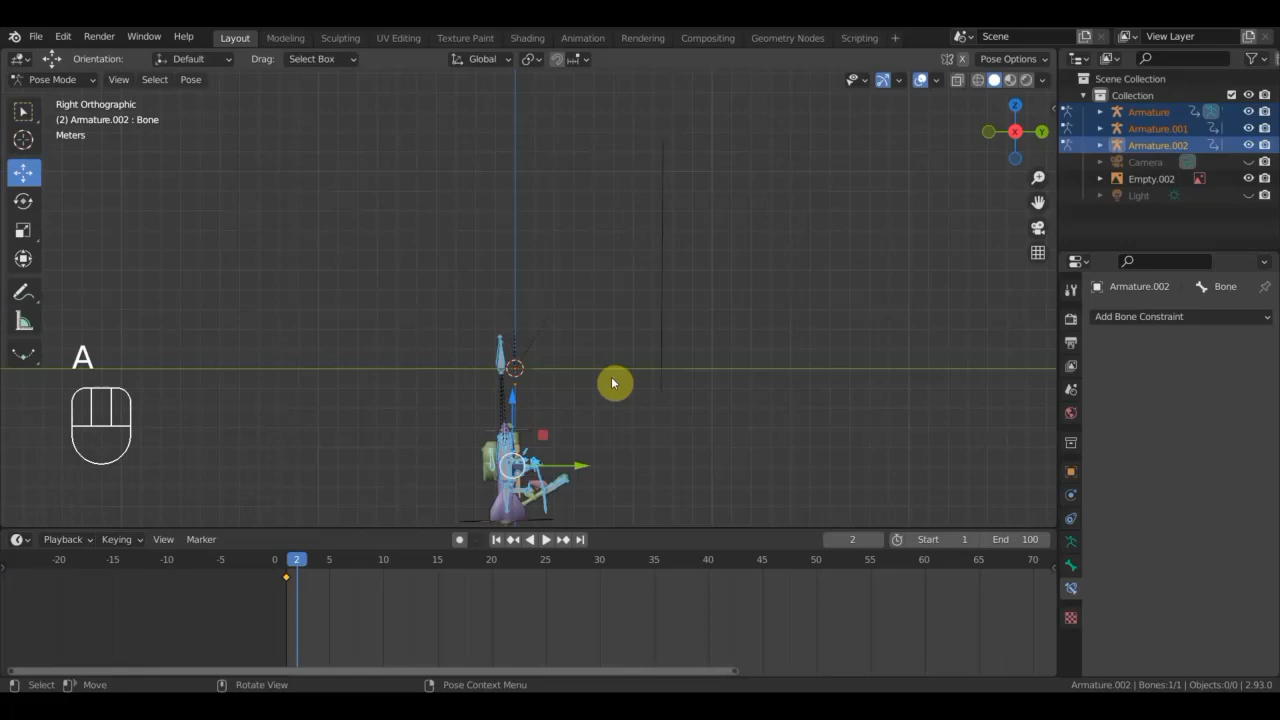 File Edit Render Window Help Layout Modeling Sculpting UV Editing Shading Texture Paint Animation Rendering Compositing Geometry Nodes Scripting + Scene View Layer
Orientation: Default Drag: Select Box Global X Pose Options
Pose Mode View Select Pose
Right Orthographic
(2) Armature.002 : Bone
Meters
Z
X
Y
Scene Collection
Collection
Armature
Armature.001
Armature.002
Camera
Empty.002
Light
Armature.002 Bone
Add Bone Constraint
A
Playback Keying View Marker 2 Start 1 End 100
-20 -15 -10 -5 0 2 5 10 15 20 25 30 35 40 45 50 55 60 65 70
Select Move Rotate View Pose Context Menu Armature.002 | Bones:1/1 | Objects:0/0 | 2.93.0